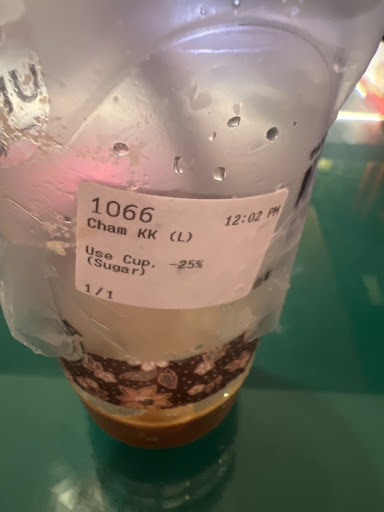 1066
12:02 PM
Cham KK (L)
Use Cup. -25%
(Sugar)
1/1